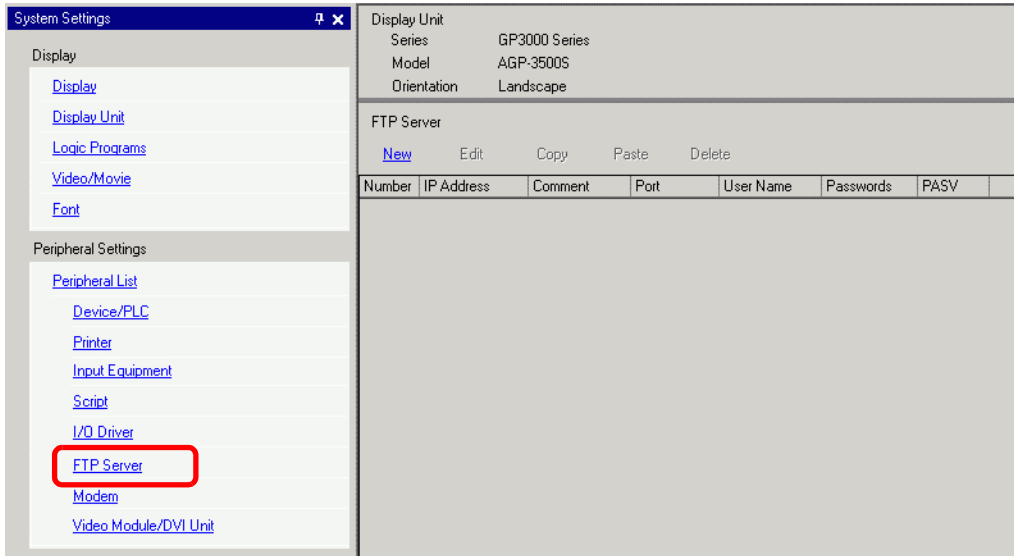 System Settings
Display
Display
Display Unit
Logic Programs
Video/Movie
Font
Peripheral Settings
Peripheral List
Device/PLC
Printer
Input Equipment
Script
I/O Driver
FTP Server
Modem
Video Module/DVI Unit
Display Unit
Series GP3000 Series
Model AGP-3500S
Orientation Landscape
FTP Server
New Edit Copy Paste Delete
Number IP Address Comment Port User Name Passwords PASV